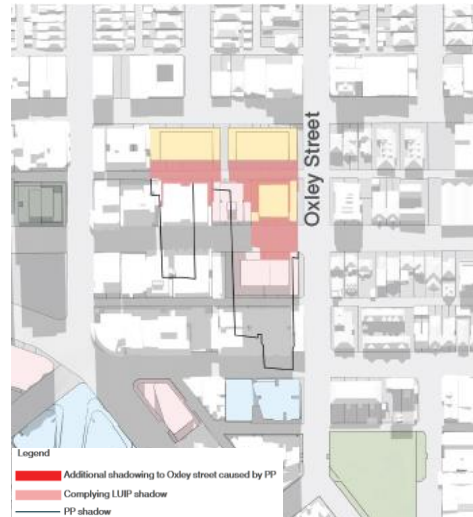 Oxley Street
Legend
Additional shadowing to Oxley street caused by PP
Complying LUIP shadow
PP shadow